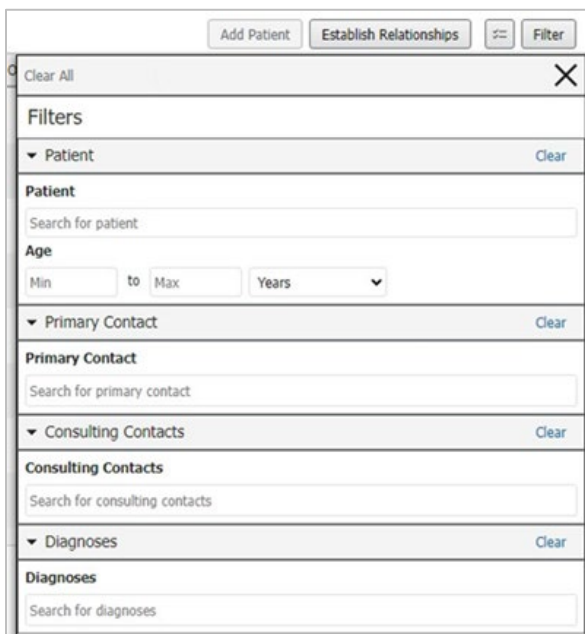 Add Patient Establish Relationships Filter
Clear All
Filters
Patient Clear
Patient
Search for patient
Age
Min to Max Years
Primary Contact Clear
Primary Contact
Search for primary contact
Consulting Contacts Clear
Consulting Contacts
Search for consulting contacts
Diagnoses Clear
Diagnoses
Search for diagnoses